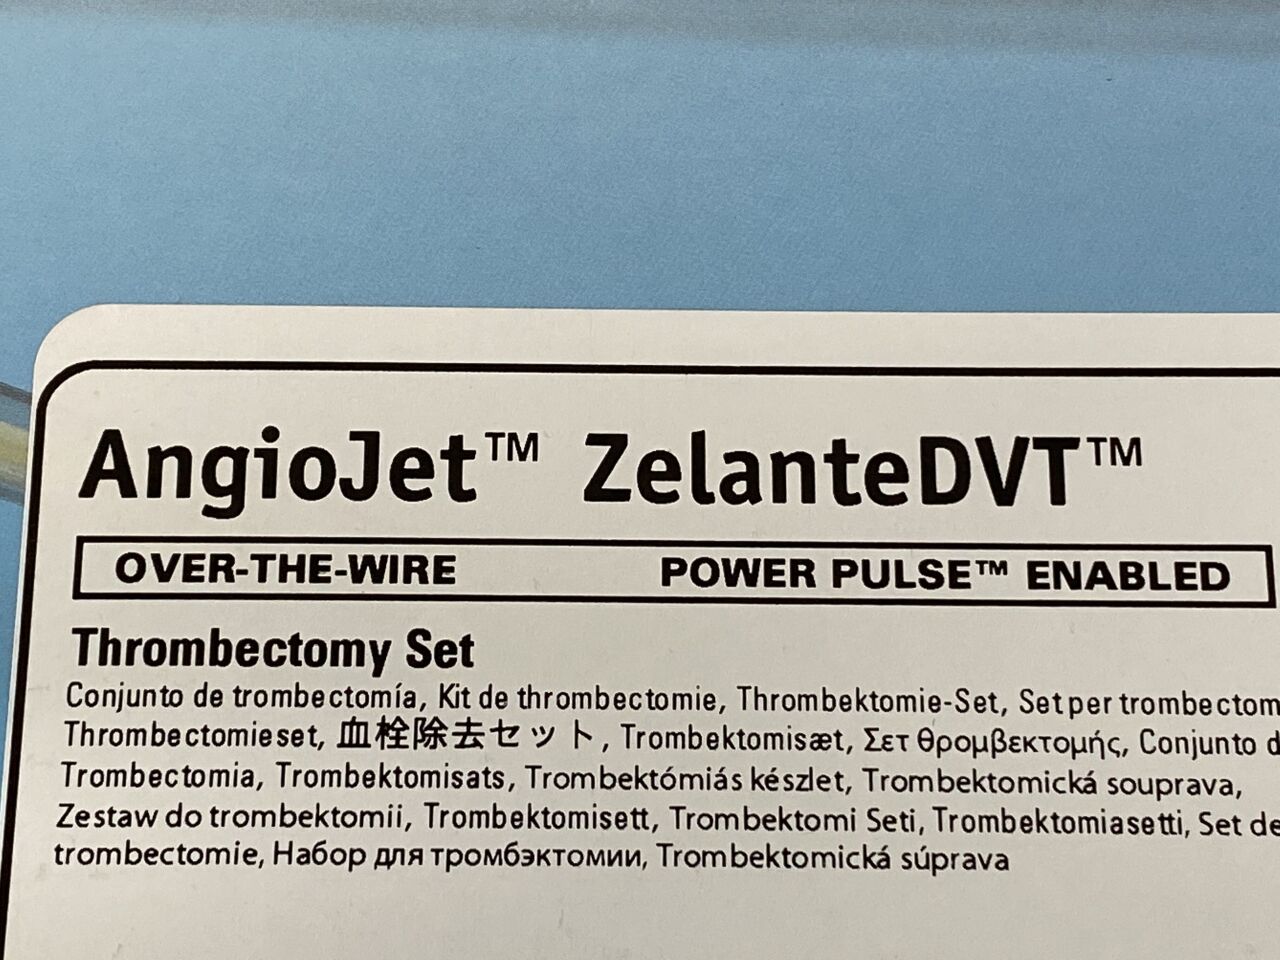 AngioJet™ ZelanteDVT™
OVER-THE-WIRE POWER PULSE™ ENABLED
Thrombectomy Set
Conjunto de trombectomía, Kit de thrombectomie, Thrombektomie-Set, Set per trombectom
Thrombectomieset, 血栓除去セット, Trombektomisæt, Σετ θρομβεκτομής, Conjunto d
Trombectomia, Trombektomisats, Trombektómiás készlet, Trombektomická souprava,
Zestaw do trombektomii, Trombektomisett, Trombektomi Seti, Trombektomiasetti, Set de
trombectomie, Набор для тромбэктомии, Trombektomická súprava